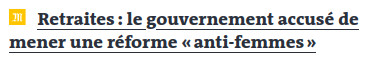 Retraites : le gouvernement accusé de
mener une réforme « anti-femmes »